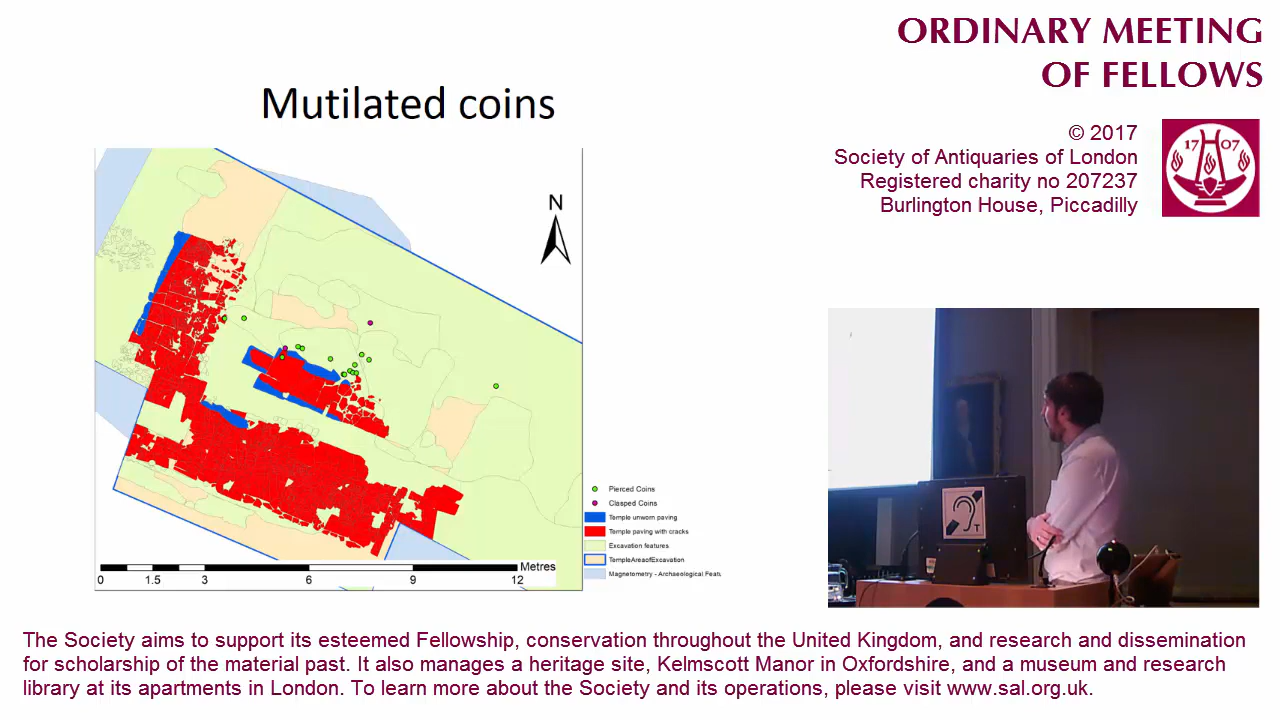 ORDINARY MEETING
OF FELLOWS
© 2017
Society of Antiquaries of London
Registered charity no 207237
Burlington House, Piccadilly
17 07
Mutilated coins
N
Pierced Coins
Clasped Coins
Temple unworn paving
Temple paving with cracks
Excavation features
TempleAreaofExcavation
Magnetometry - Archaeological Featu
Metres
0 1.5 3 6 9 12
T
The Society aims to support its esteemed Fellowship, conservation throughout the United Kingdom, and research and dissemination
for scholarship of the material past. It also manages a heritage site, Kelmscott Manor in Oxfordshire, and a museum and research
library at its apartments in London. To learn more about the Society and its operations, please visit www.sal.org.uk.